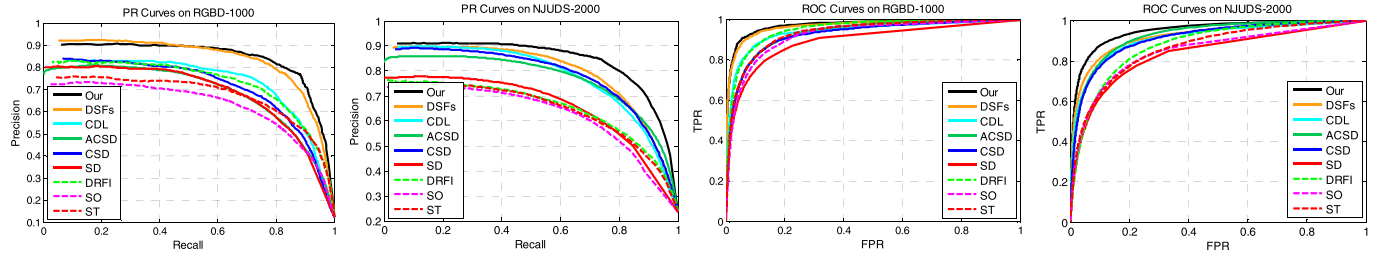 PR Curves on RGBD-1000
Precision
0.1
0.2
0.3
0.4
0.5
0.6
0.7
0.8
0.9
1
0
0.2
0.4
0.6
0.8
1
Recall
Our
DSFs
CDL
ACSD
CSD
SD
DRFI
SO
ST
PR Curves on NJUDS-2000
Precision
0.2
0.3
0.4
0.5
0.6
0.7
0.8
0.9
1
0
0.2
0.4
0.6
0.8
1
Recall
Our
DSFs
CDL
ACSD
CSD
SD
DRFI
SO
ST
ROC Curves on RGBD-1000
TPR
0
0.2
0.4
0.6
0.8
1
0
0.2
0.4
0.6
0.8
1
FPR
Our
DSFs
CDL
ACSD
CSD
SD
DRFI
SO
ST
ROC Curves on NJUDS-2000
TPR
0
0.2
0.4
0.6
0.8
1
0
0.2
0.4
0.6
0.8
1
FPR
Our
DSFs
CDL
ACSD
CSD
SD
DRFI
SO
ST